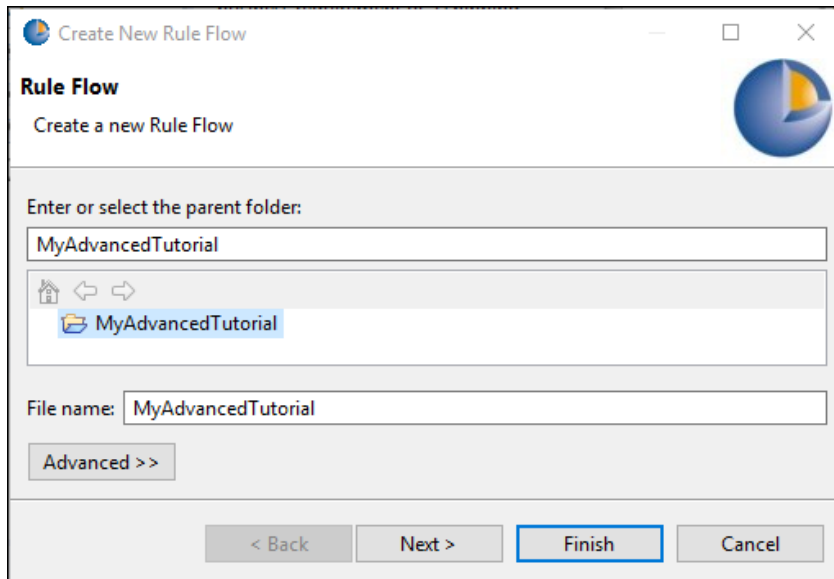 Create New Rule Flow
Rule Flow
Create a new Rule Flow
Enter or select the parent folder:
MyAdvancedTutorial
MyAdvancedTutorial
File name: MyAdvancedTutorial
Advanced >>
< Back Next > Finish Cancel